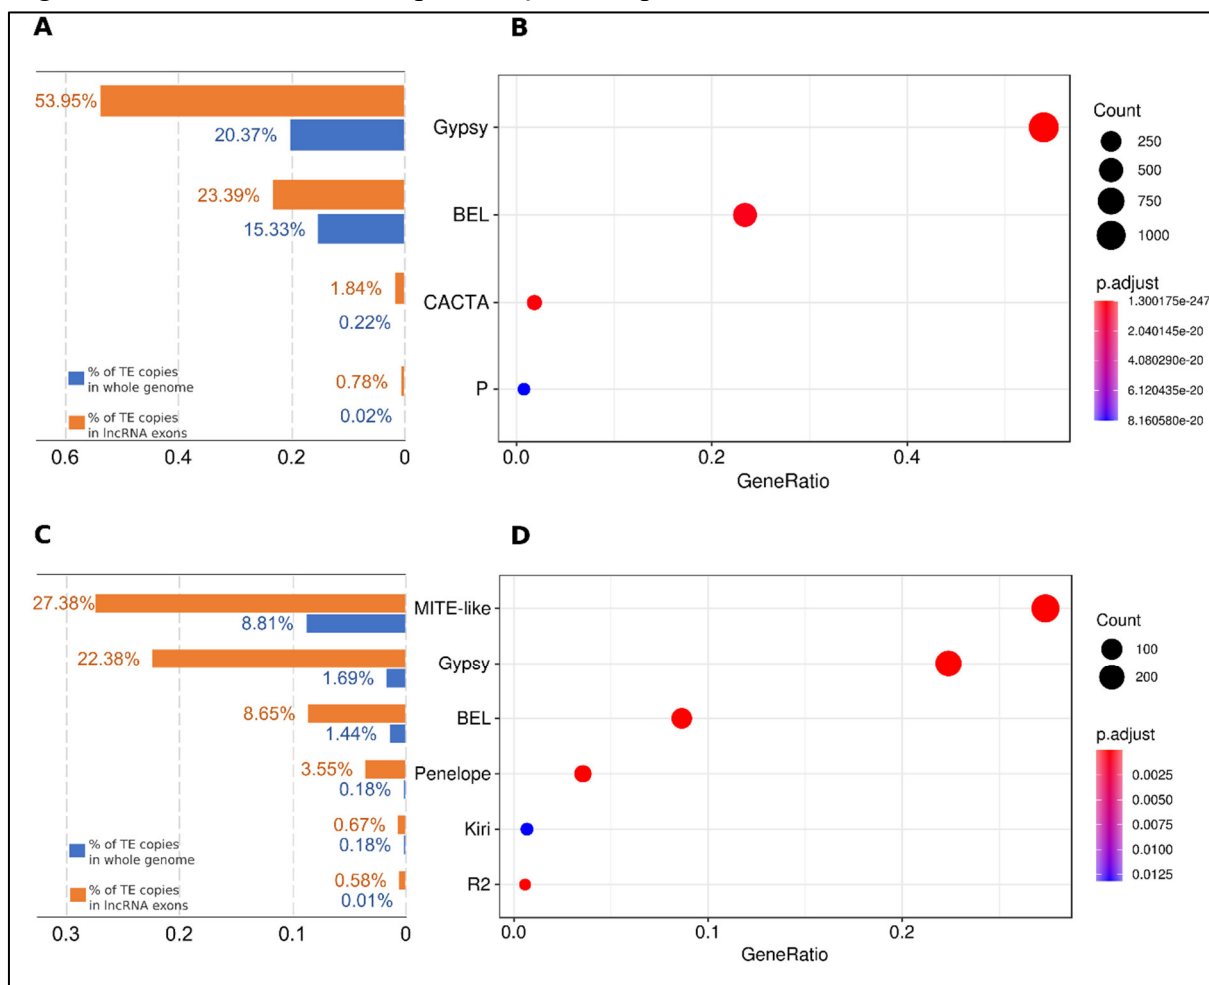 A
53.95%
20.37%
23.39%
15.33%
1.84%
0.22%
0.78%
0.02%
% of TE copies
in whole genome
% of TE copies
in lncRNA exons
0.6 0.4 0.2 0
B
Gypsy
BEL
CACTA
P
0.0 0.2 0.4
GeneRatio
Count
250
500
750
1000
p.adjust
1.300175e-247
2.040145e-20
4.080290e-20
6.120435e-20
8.160580e-20
C
27.38%
8.81%
22.38%
1.69%
8.65%
1.44%
3.55%
0.18%
0.67%
0.18%
0.58%
0.01%
% of TE copies
in whole genome
% of TE copies
in lncRNA exons
0.3 0.2 0.1 0
D
MITE-like
Gypsy
BEL
Penelope
Kiri
R2
0.0 0.1 0.2
GeneRatio
Count
100
200
p.adjust
0.0025
0.0050
0.0075
0.0100
0.0125